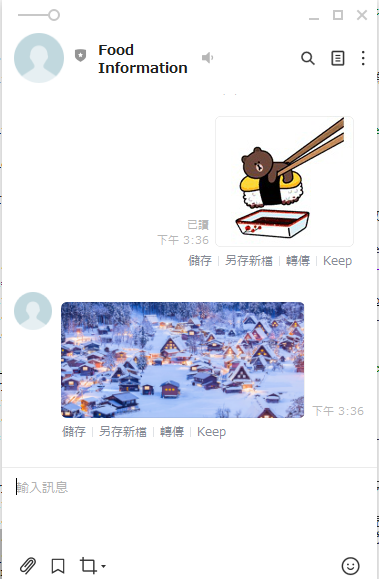 Food
Information
已讀
下午 3:36
儲存 | 另存新檔 | 轉傳 | Keep
下午 3:36
儲存 | 另存新檔 | 轉傳 | Keep
輸入訊息